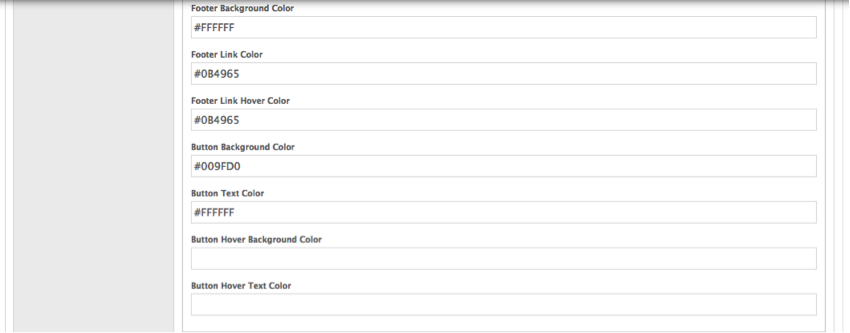 Footer Background Color
#FFFFFF
Footer Link Color
#0B4965
Footer Link Hover Color
#0B4965
Button Background Color
#009FD0
Button Text Color
#FFFFFF
Button Hover Background Color
Button Hover Text Color